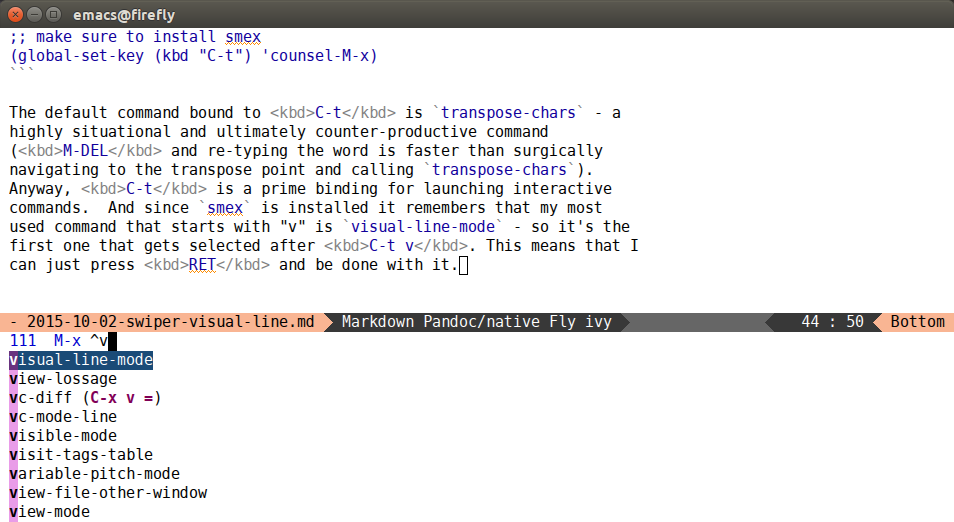 emacs@firefly
;; make sure to install smex
(global-set-key (kbd "C-t") 'counsel-M-x)
```
The default command bound to <kbd>C-t</kbd> is `transpose-chars` - a
highly situational and ultimately counter-productive command
(<kbd>M-DEL</kbd> and re-typing the word is faster than surgically
navigating to the transpose point and calling `transpose-chars`).
Anyway, <kbd>C-t</kbd> is a prime binding for launching interactive
commands.  And since `smex` is installed it remembers that my most
used command that starts with "v" is `visual-line-mode` - so it's the
first one that gets selected after <kbd>C-t v</kbd>. This means that I
can just press <kbd>RET</kbd> and be done with it.
- 2015-10-02-swiper-visual-line.md Markdown Pandoc/native Fly ivy 44 : 50 Bottom
111  M-x ^v
visual-line-mode
view-lossage
vc-diff (C-x v =)
vc-mode-line
visible-mode
visit-tags-table
variable-pitch-mode
view-file-other-window
view-mode